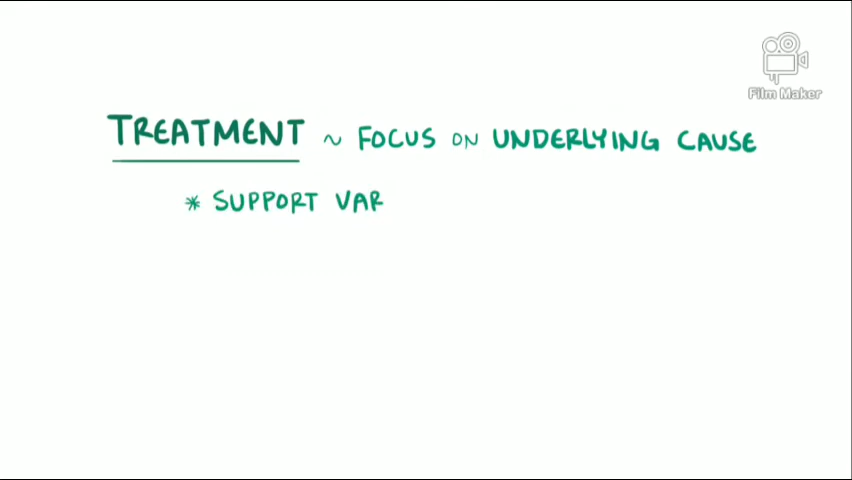 Film Maker
TREATMENT ~ FOCUS ON UNDERLYING CAUSE
* SUPPORT VAR